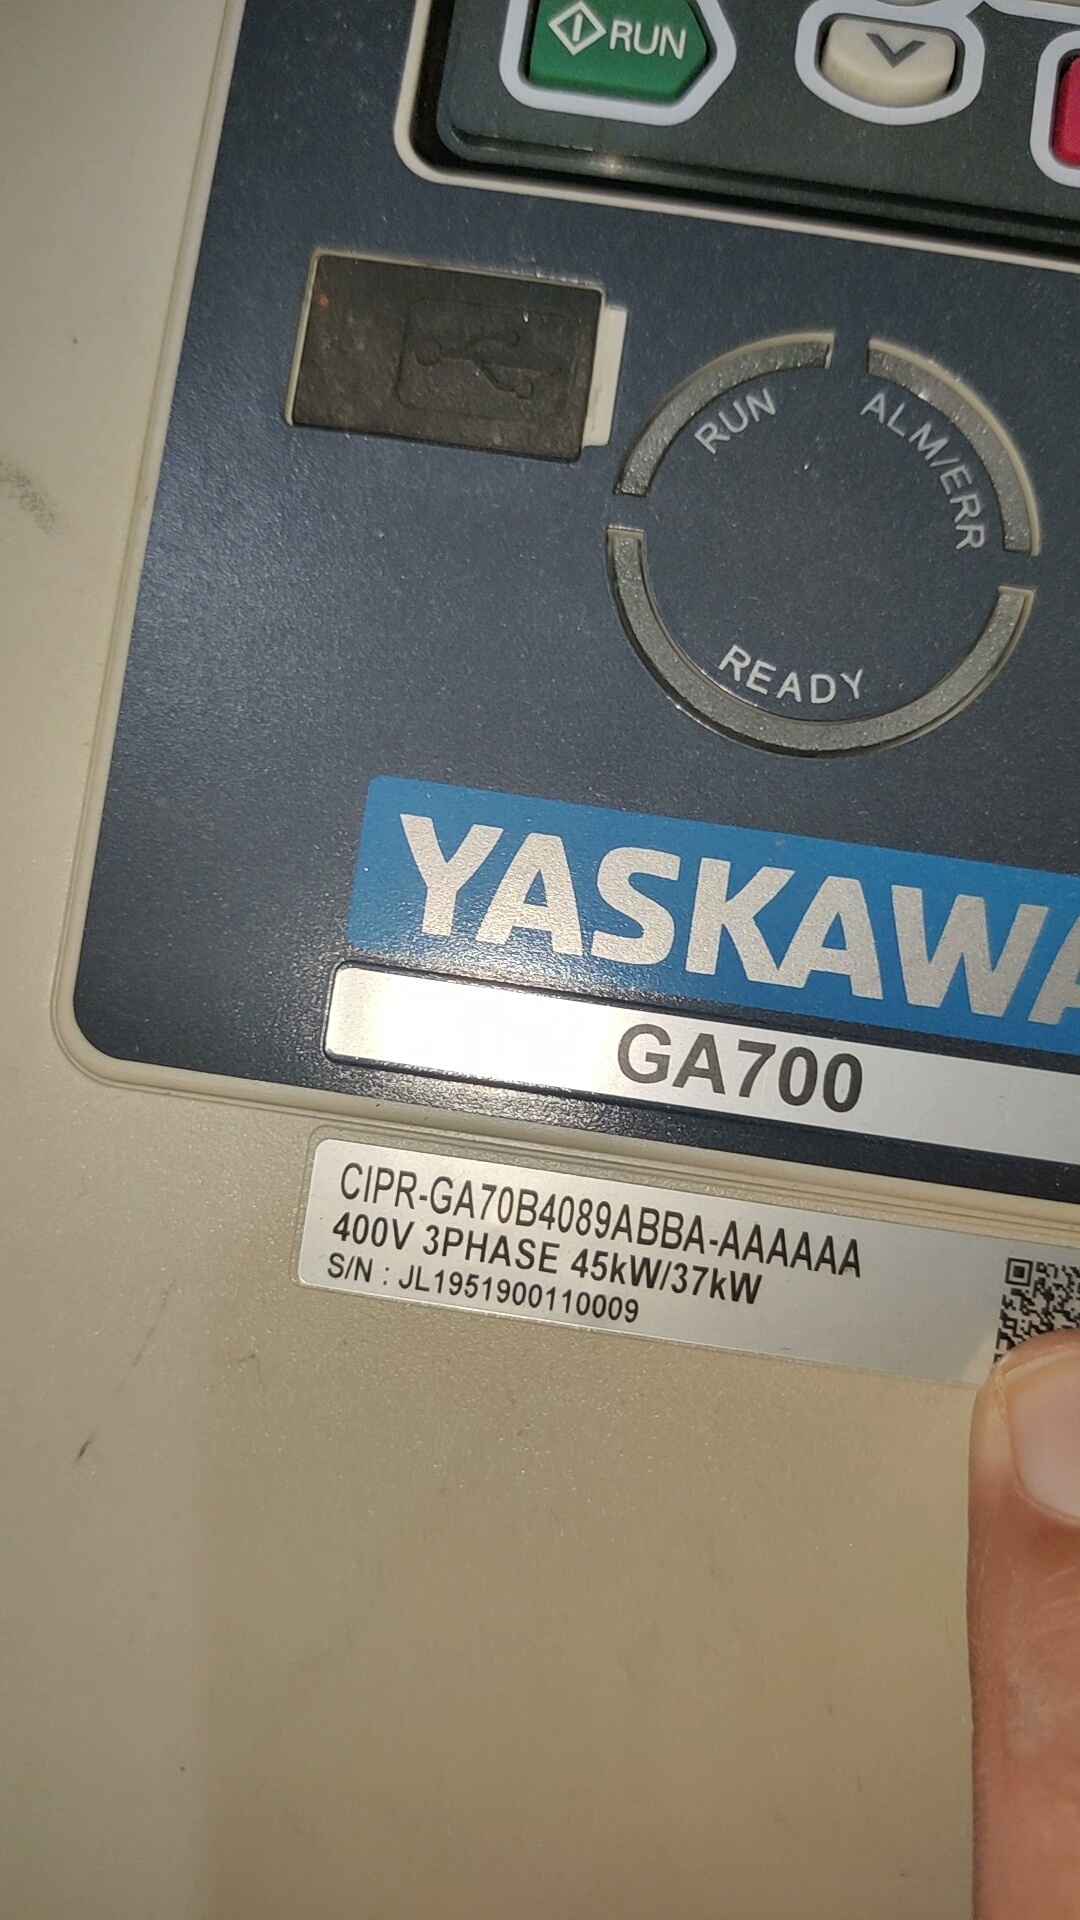 RUN
RUN
ALM/ERR
READY
YASKAWA
GA700
CIPR-GA70B4089ABBA-AAAAAA
400V 3PHASE 45kW/37kW
S/N : JL1951900110009